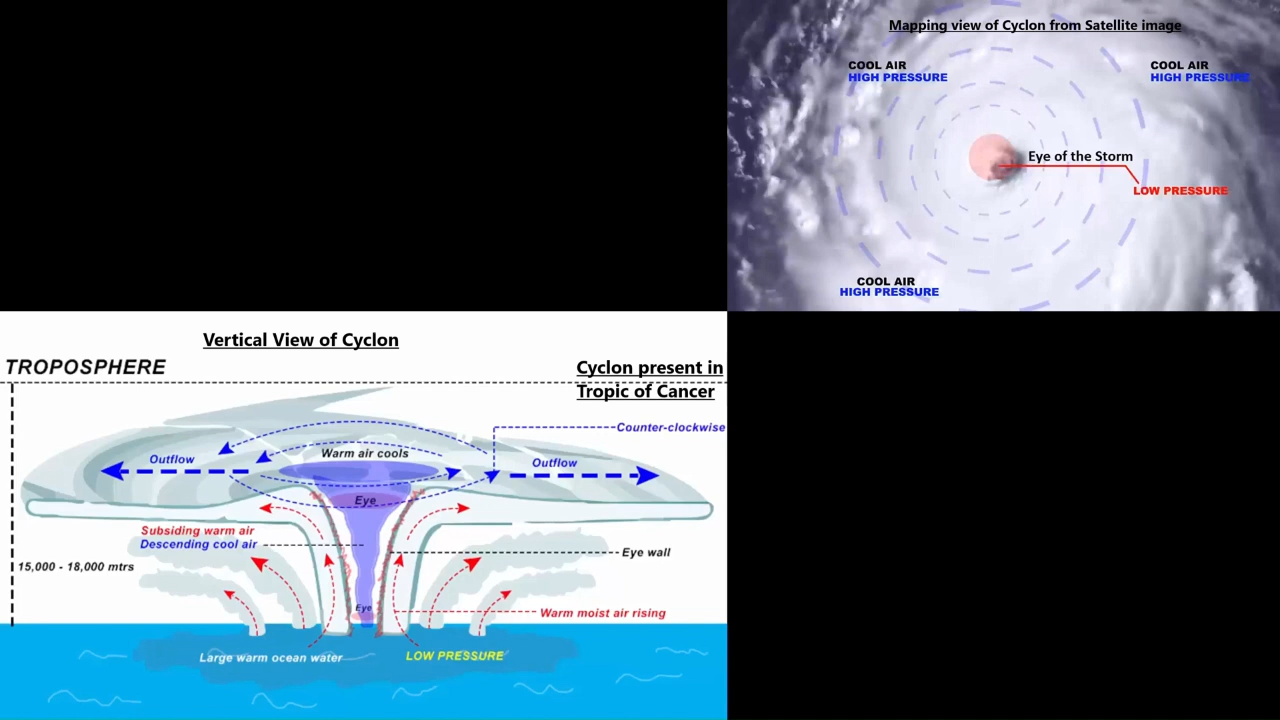 Mapping view of Cyclon from Satellite image
COOL AIR
HIGH PRESSURE
COOL AIR
HIGH PRESSURE
Eye of the Storm
LOW PRESSURE
COOL AIR
HIGH PRESSURE
Vertical View of Cyclon
TROPOSPHERE
Cyclon present in
Tropic of Cancer
Counter-clockwise
Warm air cools
Outflow
Outflow
Eye
Subsiding warm air
Descending cool air
Eye wall
15,000 - 18,000 mtrs
Eye
Warm moist air rising
Large warm ocean water
LOW PRESSURE